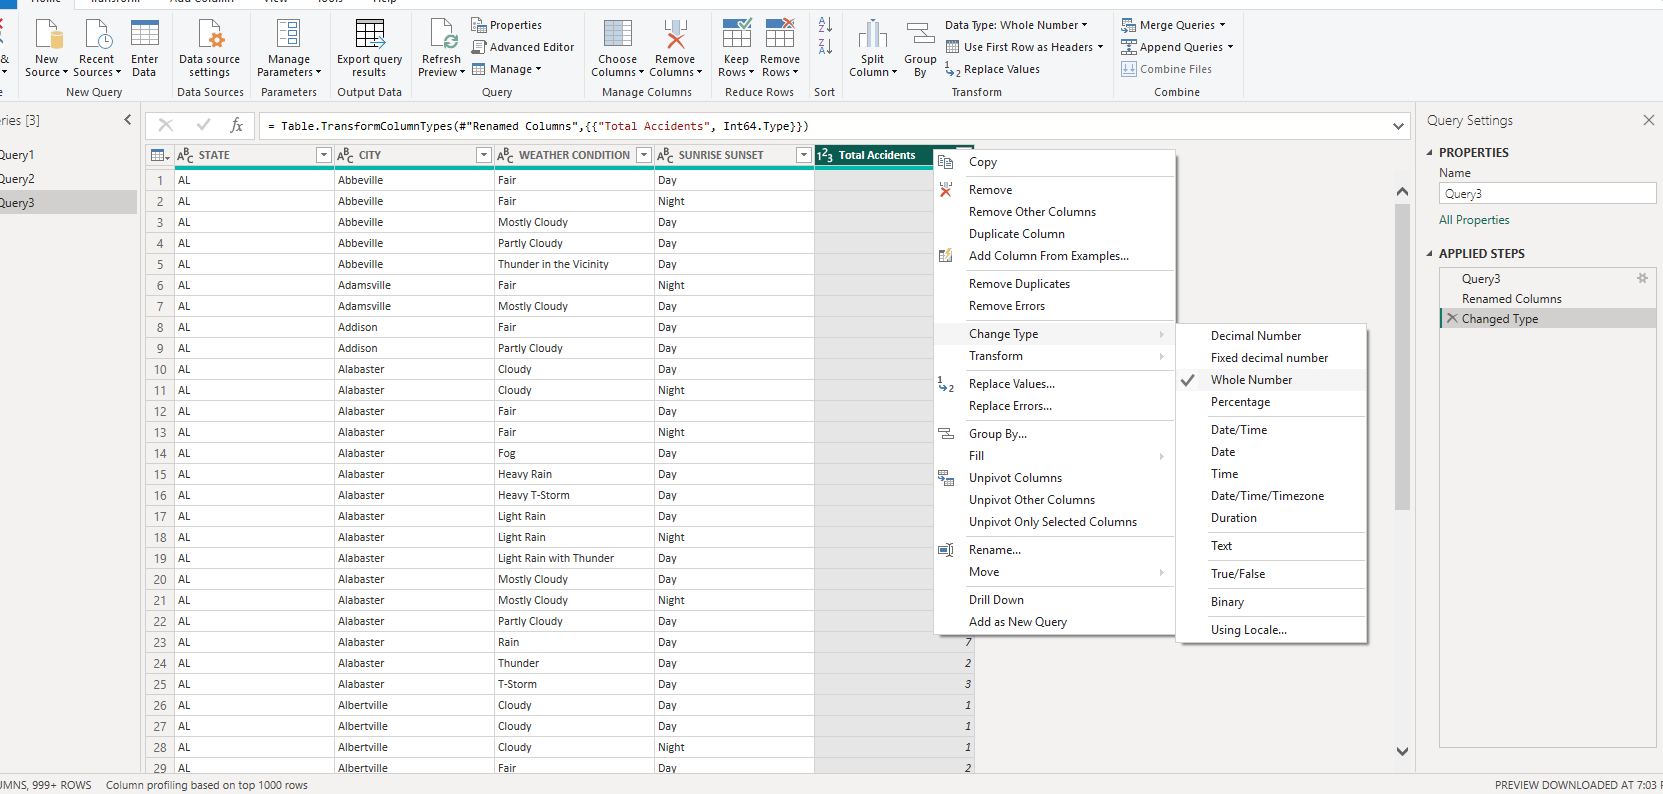 Home Transform Add Column View Tools Help
New Source
Recent Sources
Enter Data
New Query
Data source settings
Data Sources
Manage Parameters
Parameters
Export query results
Output Data
Refresh Preview
Properties
Advanced Editor
Manage
Query
Choose Columns
Remove Columns
Manage Columns
Keep Rows
Remove Rows
Reduce Rows
Sort
Split Column
Group By
Data Type: Whole Number
Use First Row as Headers
Replace Values
Transform
Merge Queries
Append Queries
Combine Files
Combine
eries [3]
Query1
Query2
Query3
fx = Table.TransformColumnTypes(#"Renamed Columns",{{"Total Accidents", Int64.Type}})
ABC STATE ABC CITY ABC WEATHER CONDITION ABC SUNRISE SUNSET 123 Total Accidents
1 AL Abbeville Fair Day
2 AL Abbeville Fair Night
3 AL Abbeville Mostly Cloudy Day
4 AL Abbeville Partly Cloudy Day
5 AL Abbeville Thunder in the Vicinity Day
6 AL Adamsville Fair Night
7 AL Adamsville Mostly Cloudy Day
8 AL Addison Fair Day
9 AL Addison Partly Cloudy Day
10 AL Alabaster Cloudy Day
11 AL Alabaster Cloudy Night
12 AL Alabaster Fair Day
13 AL Alabaster Fair Night
14 AL Alabaster Fog Day
15 AL Alabaster Heavy Rain Day
16 AL Alabaster Heavy T-Storm Day
17 AL Alabaster Light Rain Day
18 AL Alabaster Light Rain Night
19 AL Alabaster Light Rain with Thunder Day
20 AL Alabaster Mostly Cloudy Day
21 AL Alabaster Mostly Cloudy Night
22 AL Alabaster Partly Cloudy Day
23 AL Alabaster Rain Day 7
24 AL Alabaster Thunder Day 2
25 AL Alabaster T-Storm Day 3
26 AL Albertville Cloudy Day 1
27 AL Albertville Cloudy Day 1
28 AL Albertville Cloudy Night 1
29 AL Albertville Fair Day 2
Copy
Remove
Remove Other Columns
Duplicate Column
Add Column From Examples...
Remove Duplicates
Remove Errors
Change Type
Transform
Replace Values...
Replace Errors...
Group By...
Fill
Unpivot Columns
Unpivot Other Columns
Unpivot Only Selected Columns
Rename...
Move
Drill Down
Add as New Query
Decimal Number
Fixed decimal number
Whole Number
Percentage
Date/Time
Date
Time
Date/Time/Timezone
Duration
Text
True/False
Binary
Using Locale...
Query Settings
PROPERTIES
Name
Query3
All Properties
APPLIED STEPS
Query3
Renamed Columns
Changed Type
UMNS, 999+ ROWS Column profiling based on top 1000 rows
PREVIEW DOWNLOADED AT 7:03 P